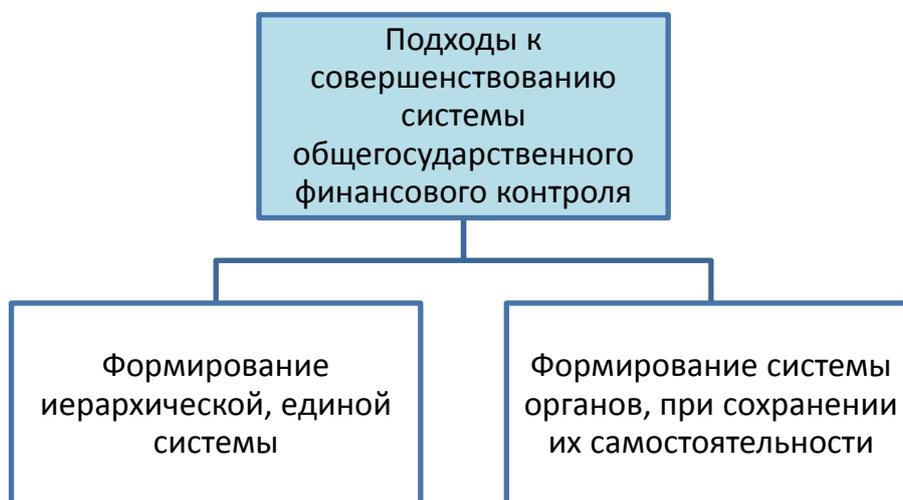 Подходы к
совершенствованию
системы
общегосударственного
финансового контроля
Формирование
иерархической, единой
системы
Формирование системы
органов, при сохранении
их самостоятельности